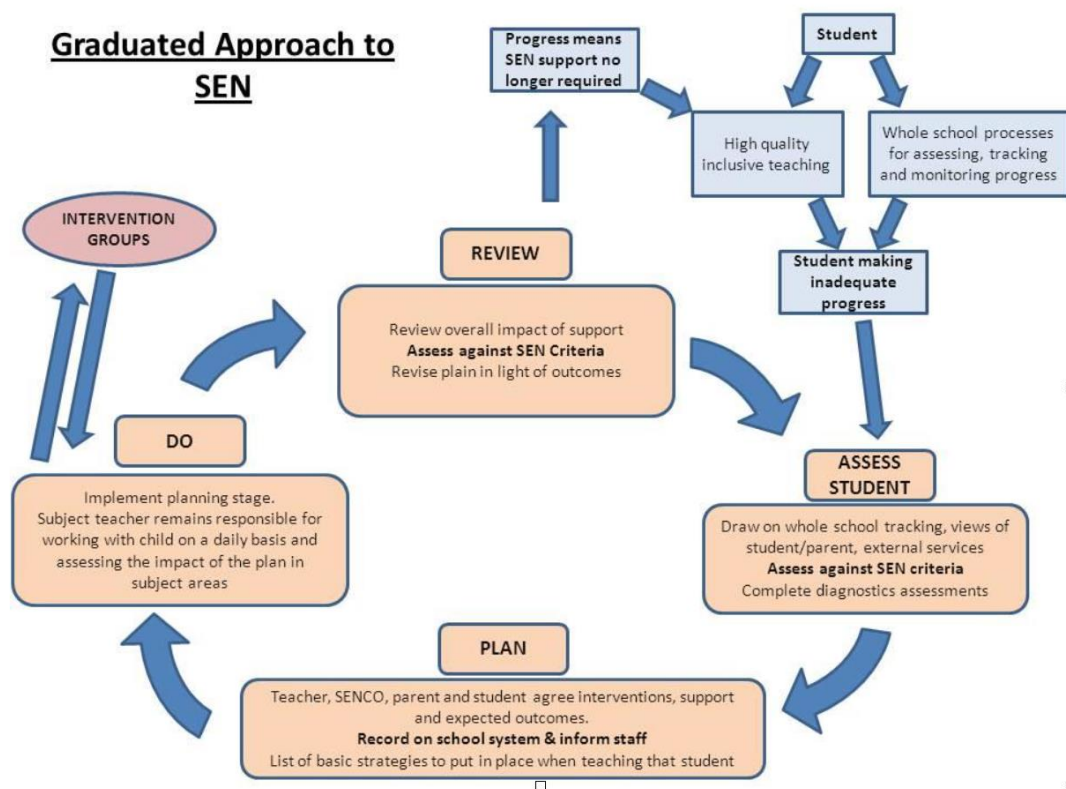 Graduated Approach to
SEN
Progress means
SEN support no
longer required
Student
High quality
inclusive teaching
Whole school processes
for assessing, tracking
and monitoring progress
Student making
inadequate
progress
INTERVENTION
GROUPS
REVIEW
Review overall impact of support
Assess against SEN Criteria
Revise plain in light of outcomes
DO
Implement planning stage.
Subject teacher remains responsible for
working with child on a daily basis and
assessing the impact of the plan in
subject areas
ASSESS
STUDENT
Draw on whole school tracking, views of
student/parent, external services
Assess against SEN criteria
Complete diagnostics assessments
PLAN
Teacher, SENCO, parent and student agree interventions, support
and expected outcomes.
Record on school system & inform staff
List of basic strategies to put in place when teaching that student